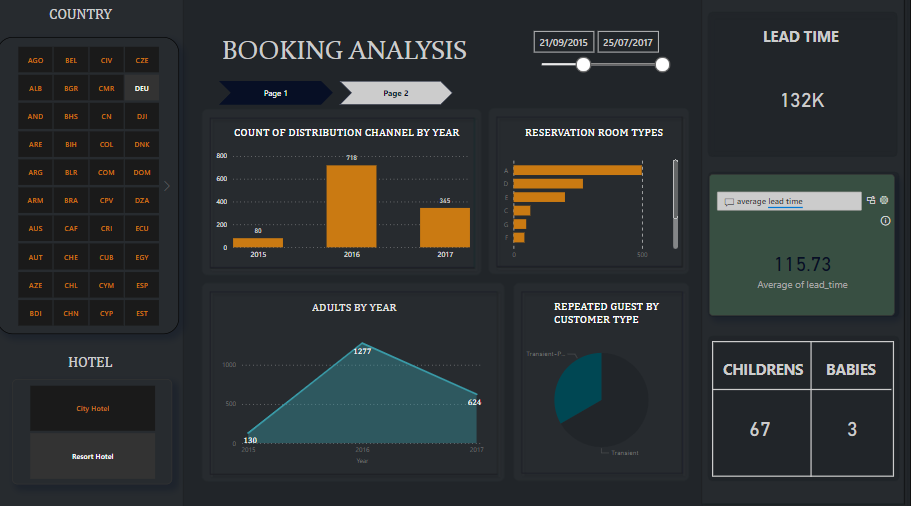 COUNTRY
AGO BEL CIV CZE
ALB BGR CMR DEU
AND BHS CN DJI
ARE BIH COL DNK
ARG BLR COM DOM
ARM BRA CPV DZA
AUS CAF CRI ECU
AUT CHE CUB EGY
AZE CHL CYM ESP
BDI CHN CYP EST
HOTEL
City Hotel
Resort Hotel
BOOKING ANALYSIS
21/09/2015 25/07/2017
Page 1 Page 2
COUNT OF DISTRIBUTION CHANNEL BY YEAR
800
600
400
200
0
80
718
345
2015 2016 2017
RESERVATION ROOM TYPES
A
D
E
C
G
F
0 500
ADULTS BY YEAR
1000
500
0
130
1277
624
2015 2016 2017
Year
REPEATED GUEST BY
CUSTOMER TYPE
Transient-P...
Transient
LEAD TIME
132K
average lead time
115.73
Average of lead_time
CHILDRENS BABIES
67 3